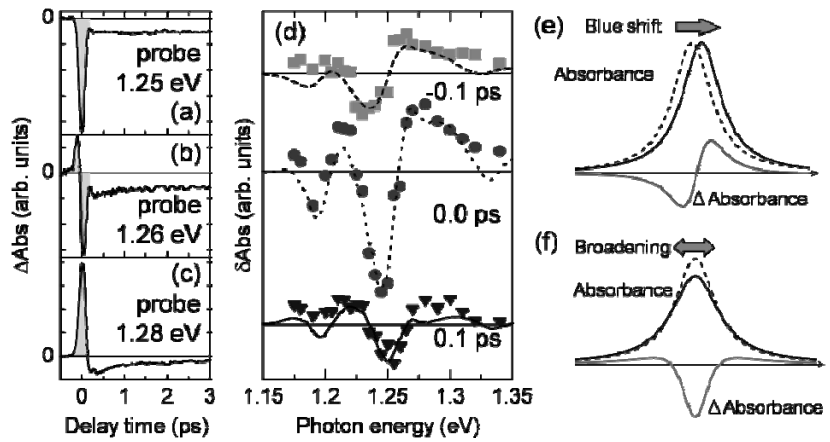 0
probe
1.25 eV
(a)
(b)
0
probe
1.26 eV
(c)
probe
1.28 eV
0
ΔAbs (arb. units)
0 1 2 3
Delay time (ps)
(d)
-0.1 ps
0.0 ps
0.1 ps
δAbs (arb. units)
1.15 1.20 1.25 1.30 1.35
Photon energy (eV)
(e)
Blue shift
Absorbance
Δ Absorbance
(f)
Broadening
Absorbance
Δ Absorbance